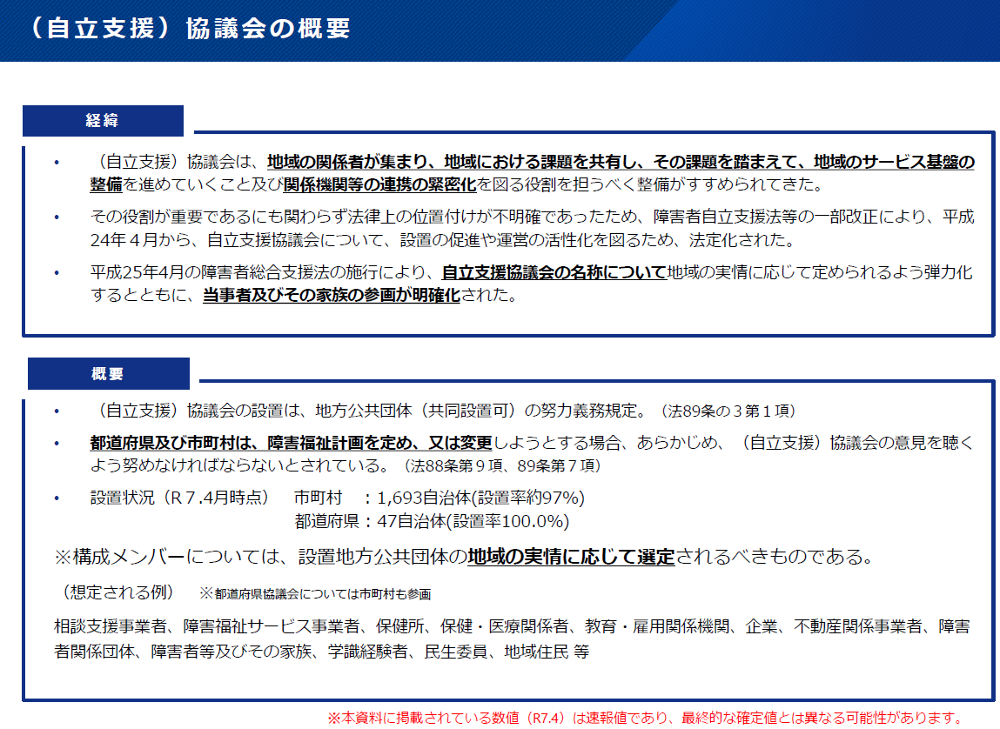 （自立支援）協議会の概要
経緯
• （自立支援）協議会は、地域の関係者が集まり、地域における課題を共有し、その課題を踏まえて、地域のサービス基盤の
整備を進めていくこと及び関係機関等の連携の緊密化を図る役割を担うべく整備がすすめられてきた。
• その役割が重要であるにも関わらず法律上の位置付けが不明確であったため、障害者自立支援法等の一部改正により、平成
24年４月から、自立支援協議会について、設置の促進や運営の活性化を図るため、法定化された。
• 平成25年4月の障害者総合支援法の施行により、自立支援協議会の名称について地域の実情に応じて定められるよう弾力化
するとともに、当事者及びその家族の参画が明確化された。
概要
• （自立支援）協議会の設置は、地方公共団体（共同設置可）の努力義務規定。（法89条の３第１項）
• 都道府県及び市町村は、障害福祉計画を定め、又は変更しようとする場合、あらかじめ、（自立支援）協議会の意見を聴く
よう努めなければならないとされている。（法88条第９項、89条第７項）
• 設置状況（R７.4月時点） 市町村 ：1,693自治体(設置率約97%)
都道府県：47自治体(設置率100.0%)
※構成メンバーについては、設置地方公共団体の地域の実情に応じて選定されるべきものである。
（想定される例） ※都道府県協議会については市町村も参画
相談支援事業者、障害福祉サービス事業者、保健所、保健・医療関係者、教育・雇用関係機関、企業、不動産関係事業者、障害
者関係団体、障害者等及びその家族、学識経験者、民生委員、地域住民 等
※本資料に掲載されている数値（R7.4）は速報値であり、最終的な確定値とは異なる可能性があります。